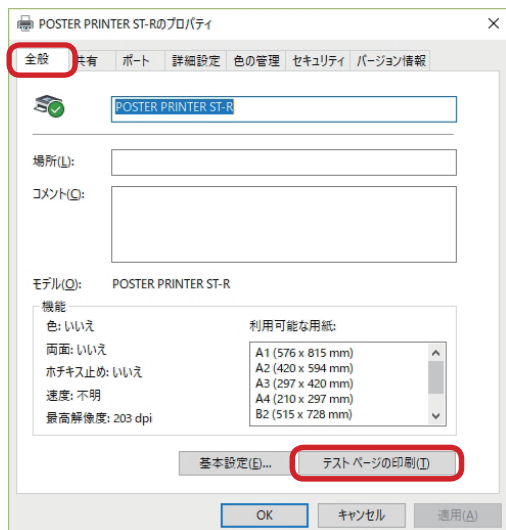 POSTER PRINTER ST-Rのプロパティ
全般 共有 ポート 詳細設定 色の管理 セキュリティ バージョン情報
POSTER PRINTER ST-R
場所(L):
コメント(C):
モデル(O): POSTER PRINTER ST-R
機能
色: いいえ
両面: いいえ
ホチキス止め: いいえ
速度: 不明
最高解像度: 203 dpi
利用可能な用紙:
A1 (576 x 815 mm)
A2 (420 x 594 mm)
A3 (297 x 420 mm)
A4 (210 x 297 mm)
B2 (515 x 728 mm)
基本設定(E)... テスト ページの印刷(T)
OK キャンセル 適用(A)